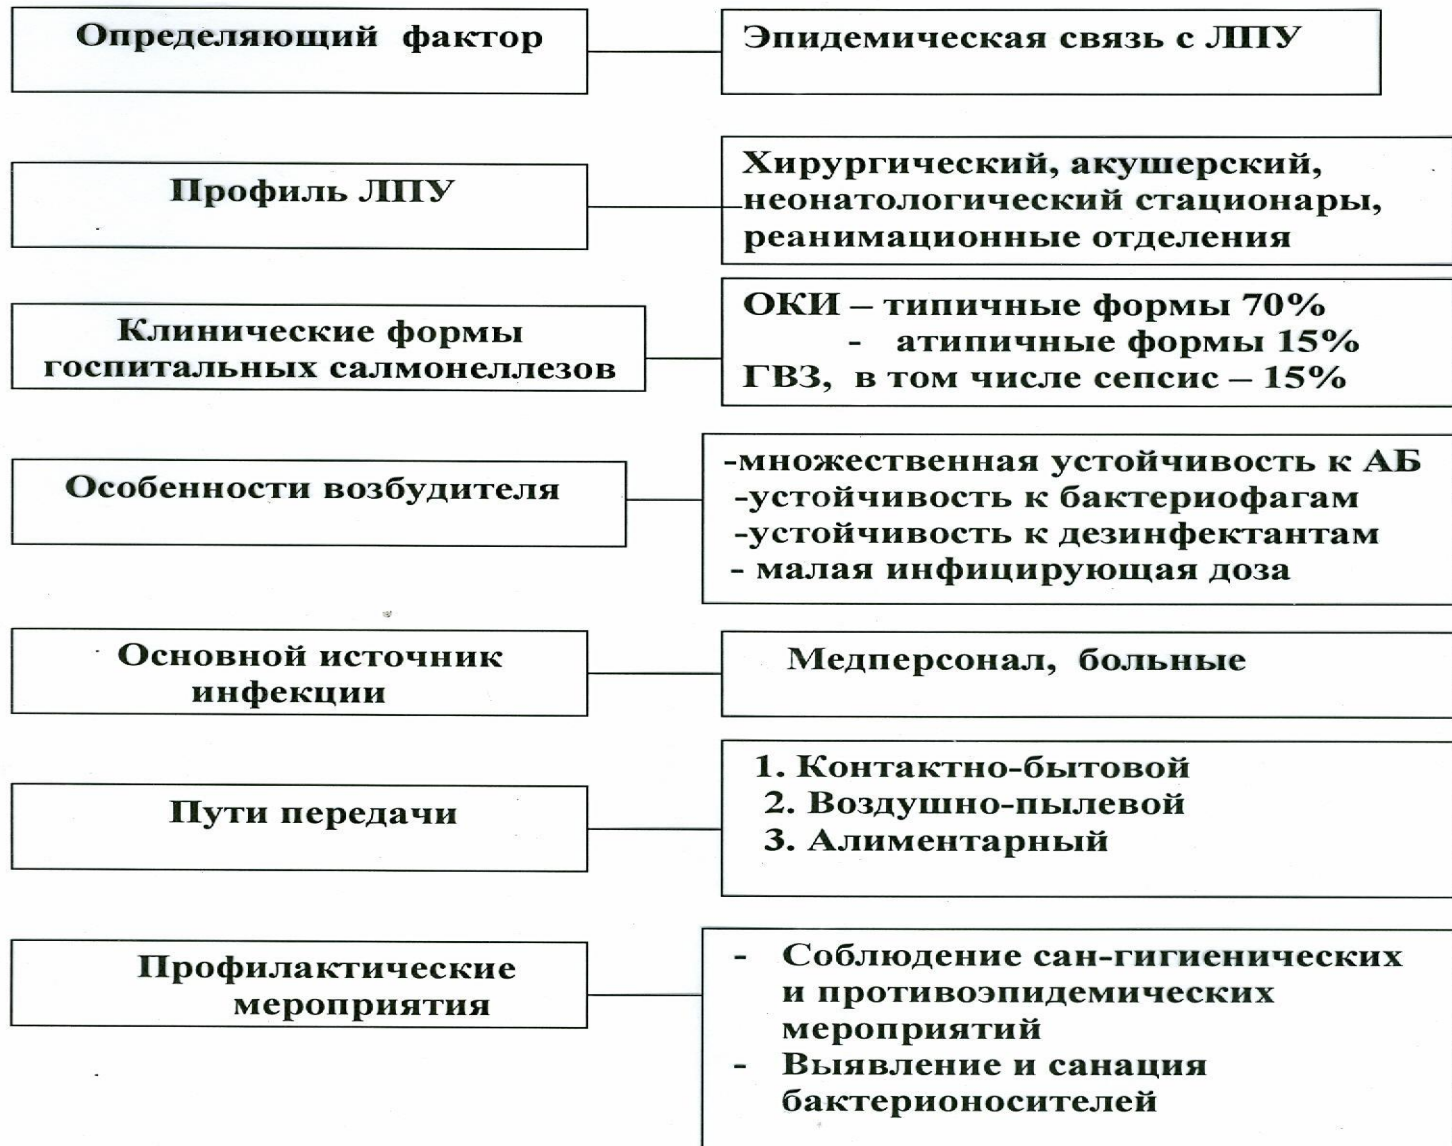 Определяющий фактор
Эпидемическая связь с ЛПУ
Профиль ЛПУ
Хирургический, акушерский,
неонатологический стационары,
реанимационные отделения
Клинические формы
госпитальных салмонеллезов
ОКИ – типичные формы 70%
- атипичные формы 15%
ГВЗ, в том числе сепсис – 15%
Особенности возбудителя
-множественная устойчивость к АБ
-устойчивость к бактериофагам
-устойчивость к дезинфектантам
- малая инфицирующая доза
Основной источник
инфекции
Медперсонал, больные
Пути передачи
1. Контактно-бытовой
2. Воздушно-пылевой
3. Алиментарный
Профилактические
мероприятия
- Соблюдение сан-гигиенических
и противоэпидемических
мероприятий
- Выявление и санация
бактерионосителей